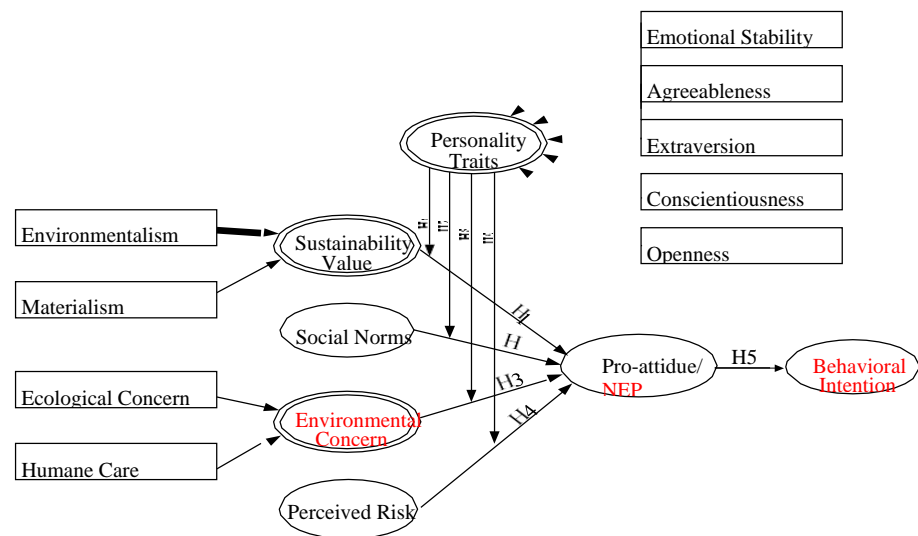 Emotional Stability
Agreeableness
Extraversion
Conscientiousness
Openness
Personality
Traits
Environmentalism
Materialism
Sustainability
Value
Social Norms
Ecological Concern
Humane Care
Environmental
Concern
Perceived Risk
H1
H
H3
H4
Pro-attidue/
NEP
H5
Behavioral
Intention